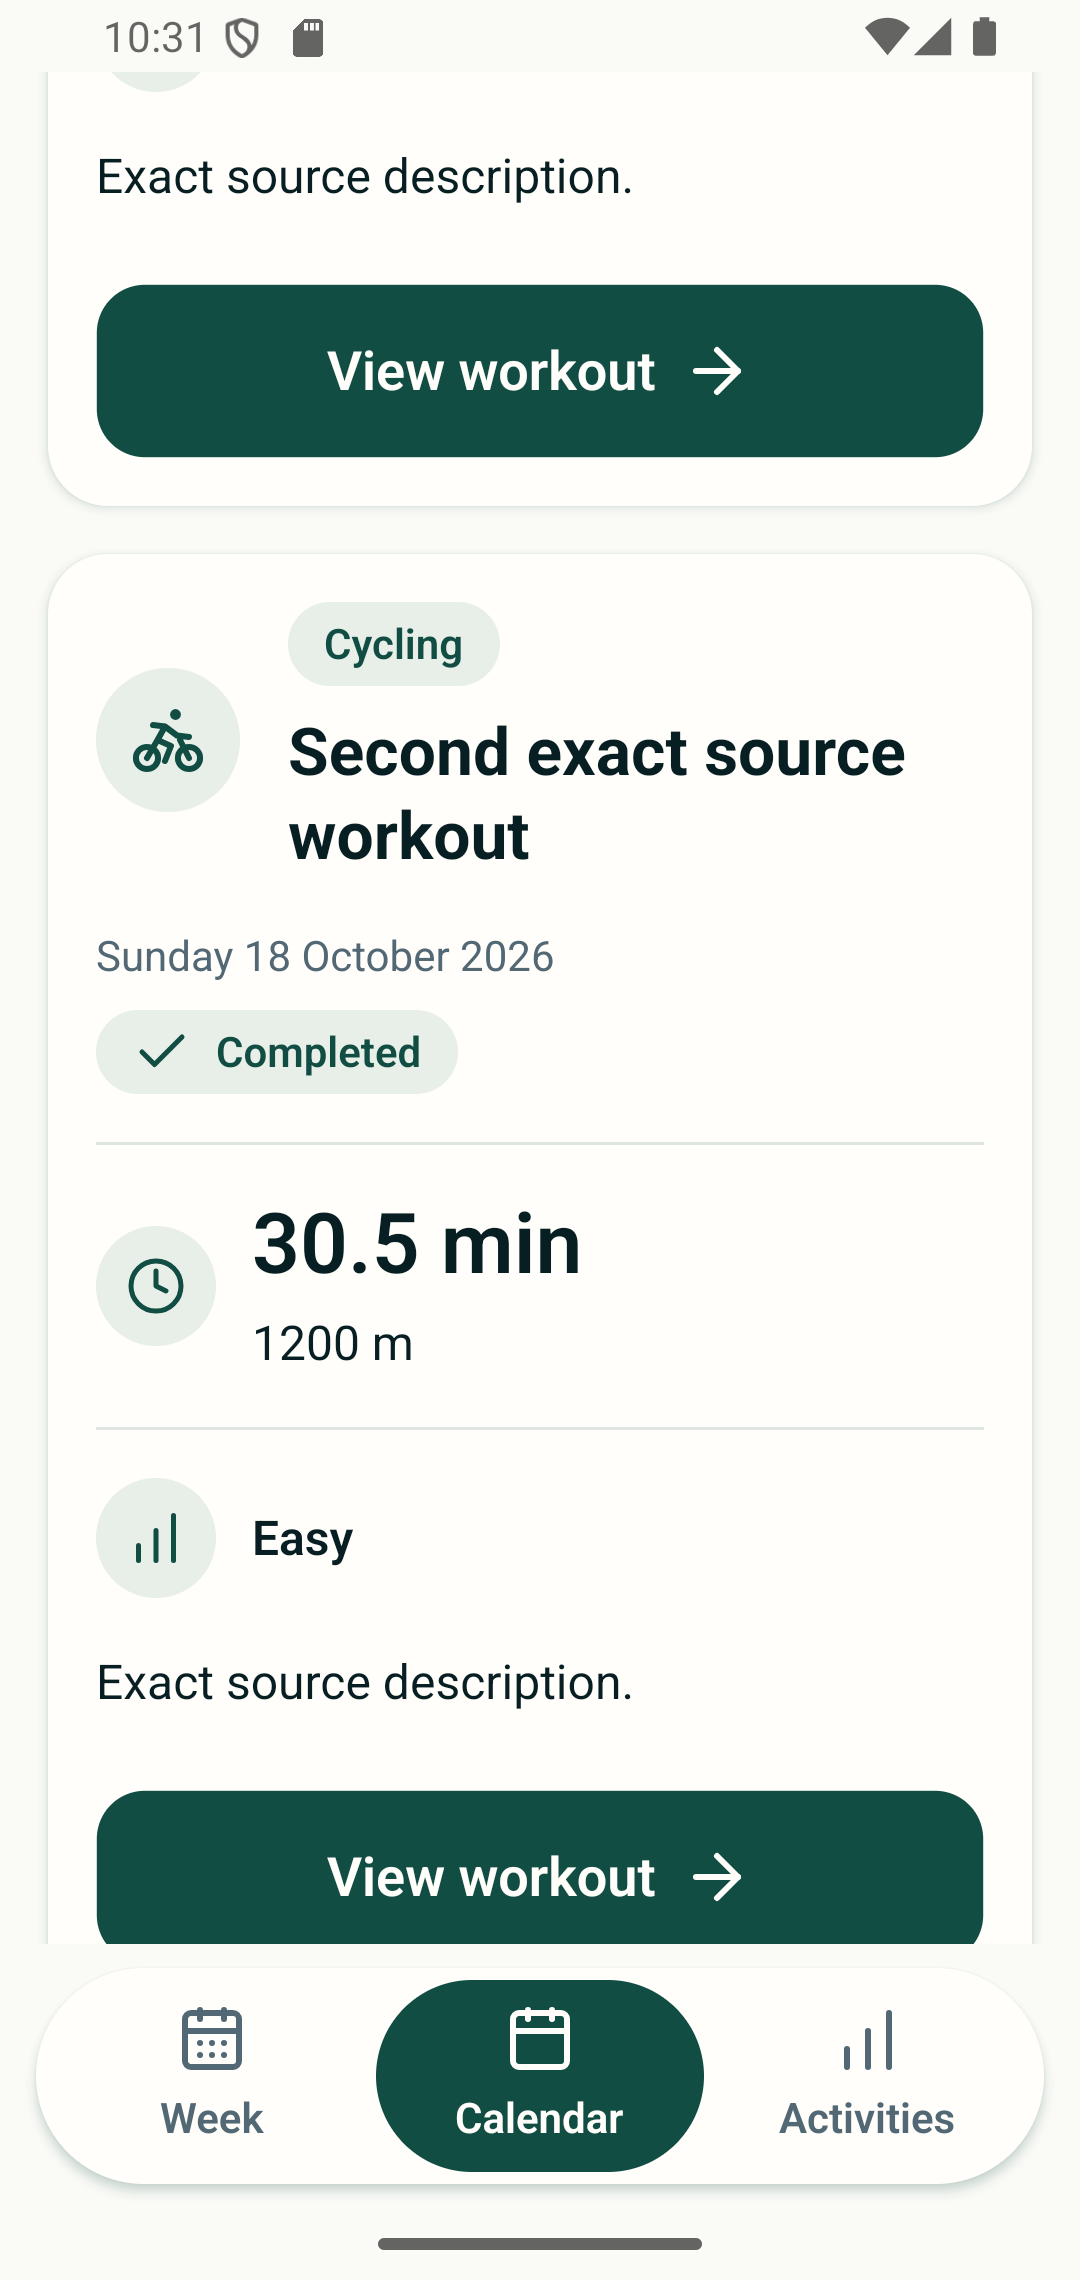 10:31
Exact source description.
View workout
Cycling
Second exact source
workout
Sunday 18 October 2026
Completed
30.5 min
1200 m
Easy
Exact source description.
View workout
Week
Calendar
Activities